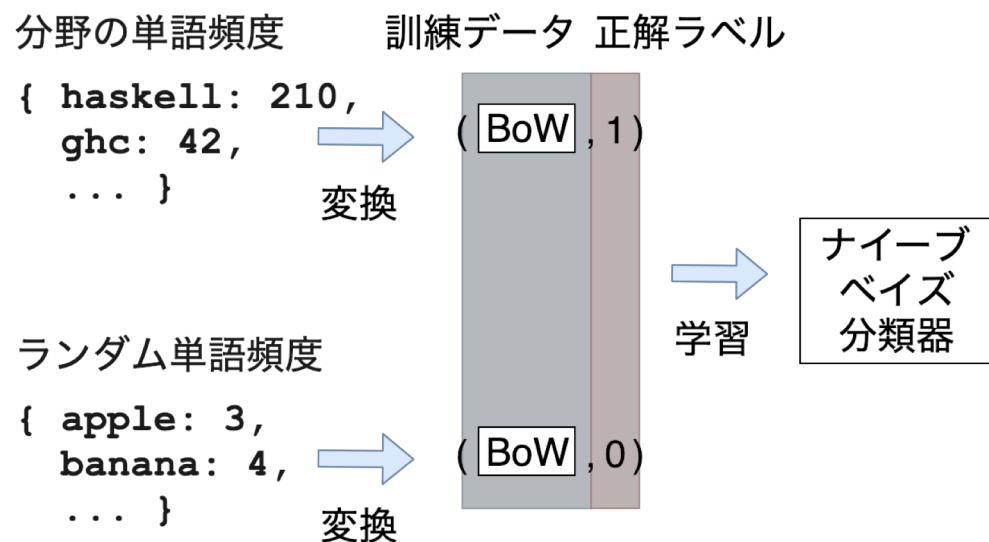 分野の単語頻度
{ haskell: 210,
ghc: 42,
... }
変換
訓練データ 正解ラベル
( BoW , 1)
ランダム単語頻度
{ apple: 3,
banana: 4,
... }
変換
( BoW , 0)
学習
ナイーブ
ベイズ
分類器